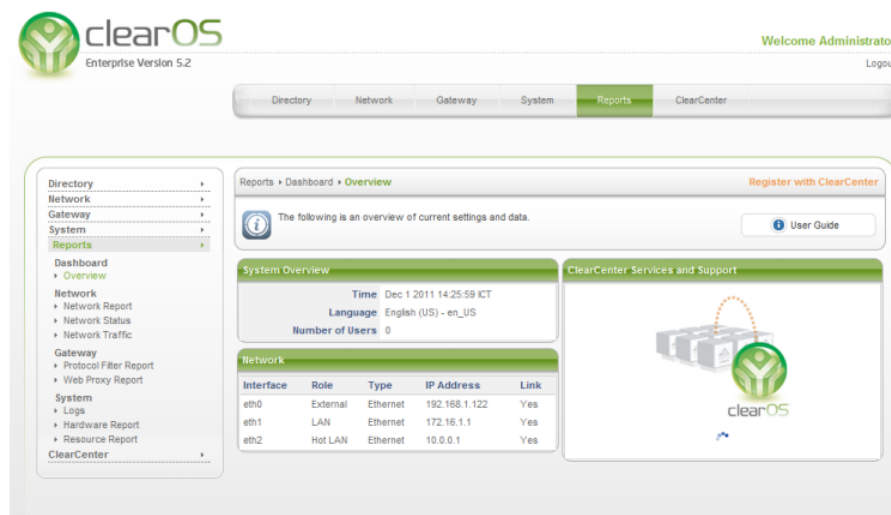 clearOS
Enterprise Version 5.2
Welcome Administrato
Logou
Directory Network Gateway System Reports ClearCenter
Directory
Network
Gateway
System
Reports
Dashboard
Overview
Network
Network Report
Network Status
Network Traffic
Gateway
Protocol Filter Report
Web Proxy Report
System
Logs
Hardware Report
Resource Report
ClearCenter
Reports Dashboard Overview
Register with ClearCenter
The following is an overview of current settings and data.
User Guide
System Overview
Time Dec 1 2011 14:25:59 ICT
Language English (US) - en_US
Number of Users 0
Network
Interface Role Type IP Address Link
eth0 External Ethernet 192.168.1.122 Yes
eth1 LAN Ethernet 172.16.1.1 Yes
eth2 Hot LAN Ethernet 10.0.0.1 Yes
ClearCenter Services and Support
clearOS